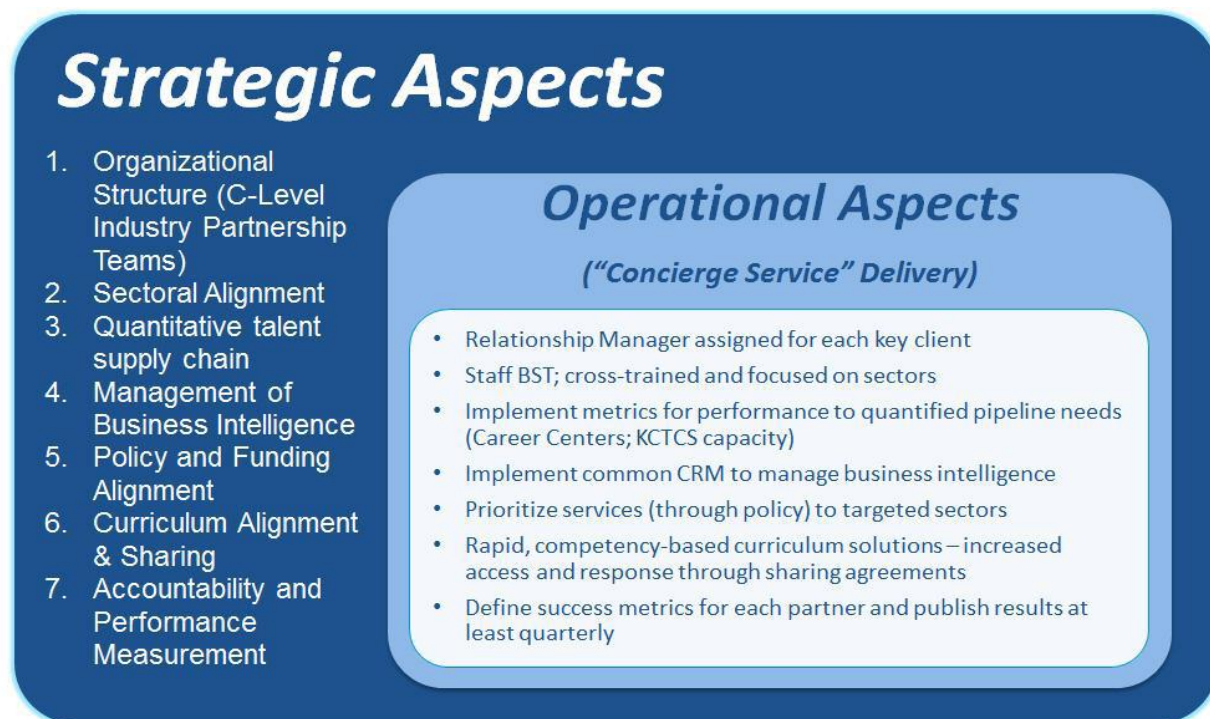 Strategic Aspects
1. Organizational
Structure (C-Level
Industry Partnership
Teams)
2. Sectoral Alignment
3. Quantitative talent
supply chain
4. Management of
Business Intelligence
5. Policy and Funding
Alignment
6. Curriculum Alignment
& Sharing
7. Accountability and
Performance
Measurement
Operational Aspects
(“Concierge Service” Delivery)
• Relationship Manager assigned for each key client
• Staff BST; cross-trained and focused on sectors
• Implement metrics for performance to quantified pipeline needs
(Career Centers; KCTCS capacity)
• Implement common CRM to manage business intelligence
• Prioritize services (through policy) to targeted sectors
• Rapid, competency-based curriculum solutions – increased
access and response through sharing agreements
• Define success metrics for each partner and publish results at
least quarterly